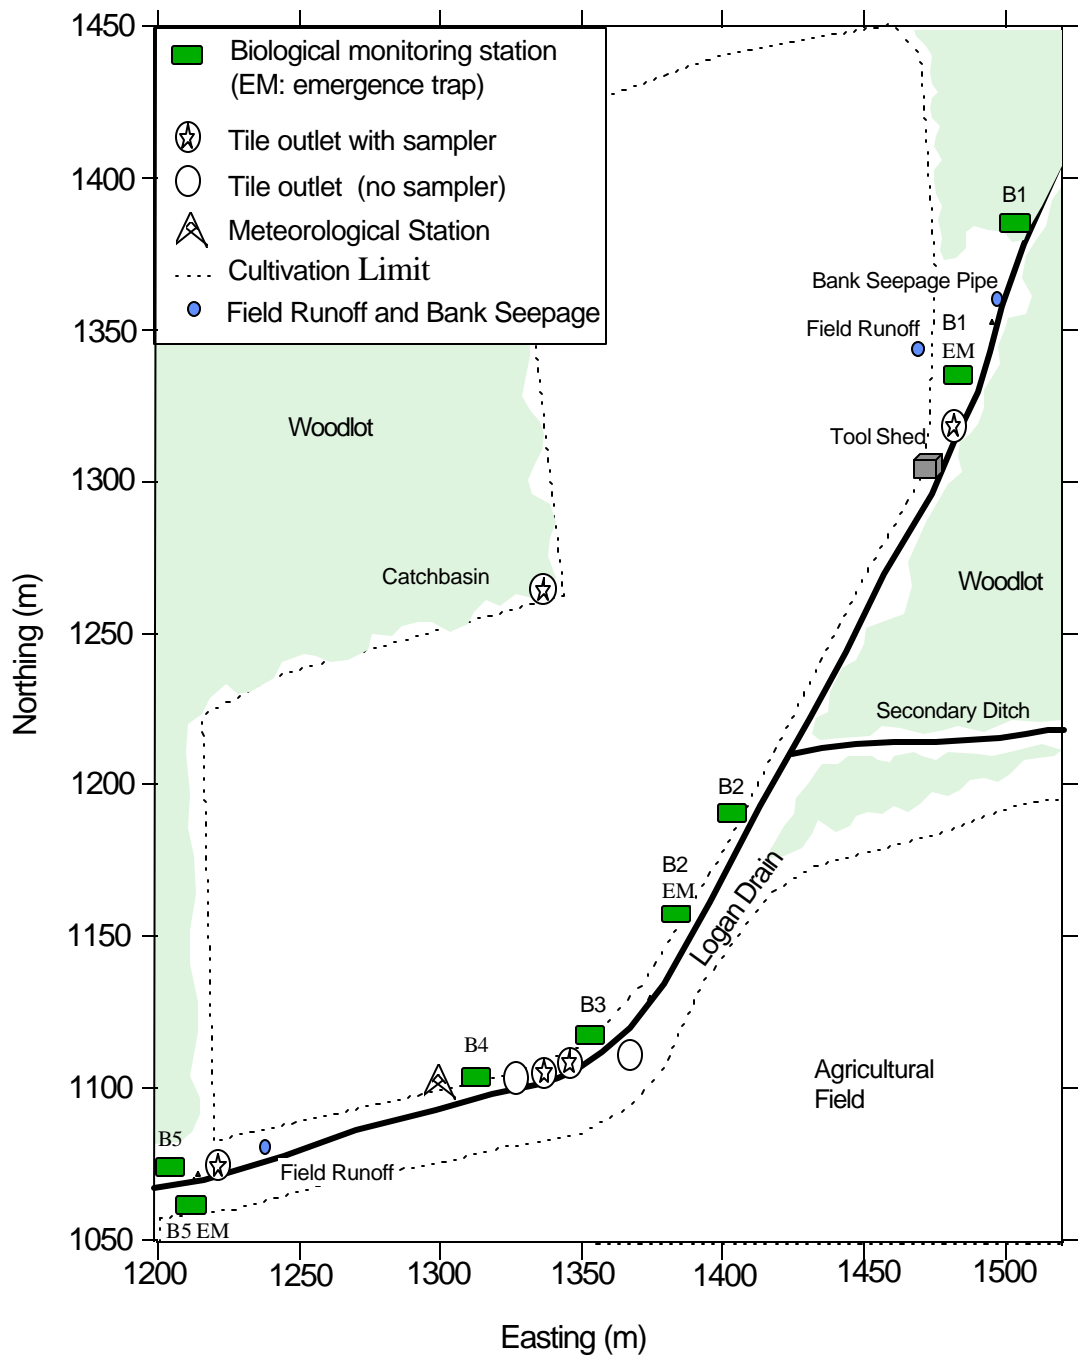 1450
Biological monitoring station
(EM: emergence trap)
Tile outlet with sampler
Tile outlet (no sampler)
Meteorological Station
Cultivation Limit
Field Runoff and Bank Seepage
1400
B1
Bank Seepage Pipe
1350
Field Runoff
B1
EM
Woodlot
Tool Shed
1300
Catchbasin
Woodlot
Northing (m)
1250
Secondary Ditch
1200
B2
B2
EM
Logan Drain
1150
B3
B4
1100
Agricultural
Field
B5
Field Runoff
B5 EM
1050
1200
1250
1300
1350
1400
1450
1500
Easting (m)